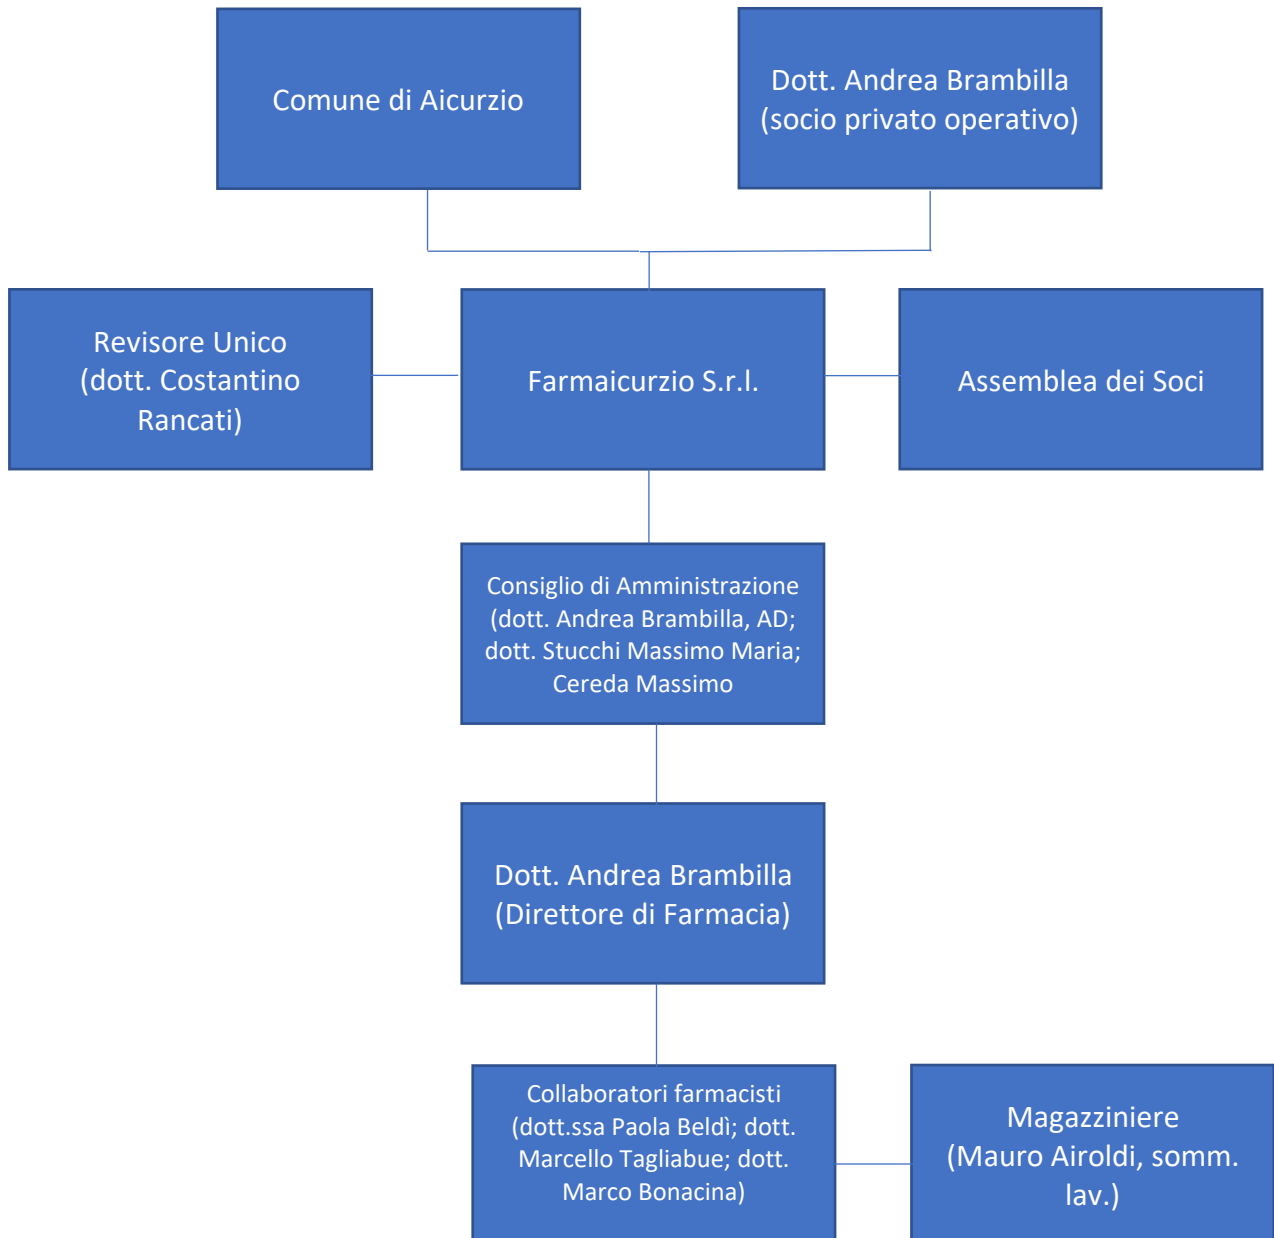 Comune di Aicurzio
Dott. Andrea Brambilla
(socio privato operativo)
Revisore Unico
(dott. Costantino
Rancati)
Farmaicurzio S.r.l.
Assemblea dei Soci
Consiglio di Amministrazione
(dott. Andrea Brambilla, AD;
dott. Stucchi Massimo Maria;
Cereda Massimo
Dott. Andrea Brambilla
(Direttore di Farmacia)
Collaboratori farmacisti
(dott.ssa Paola Beldì; dott.
Marcello Tagliabue; dott.
Marco Bonacina)
Magazziniere
(Mauro Airoldi, somm.
lav.)